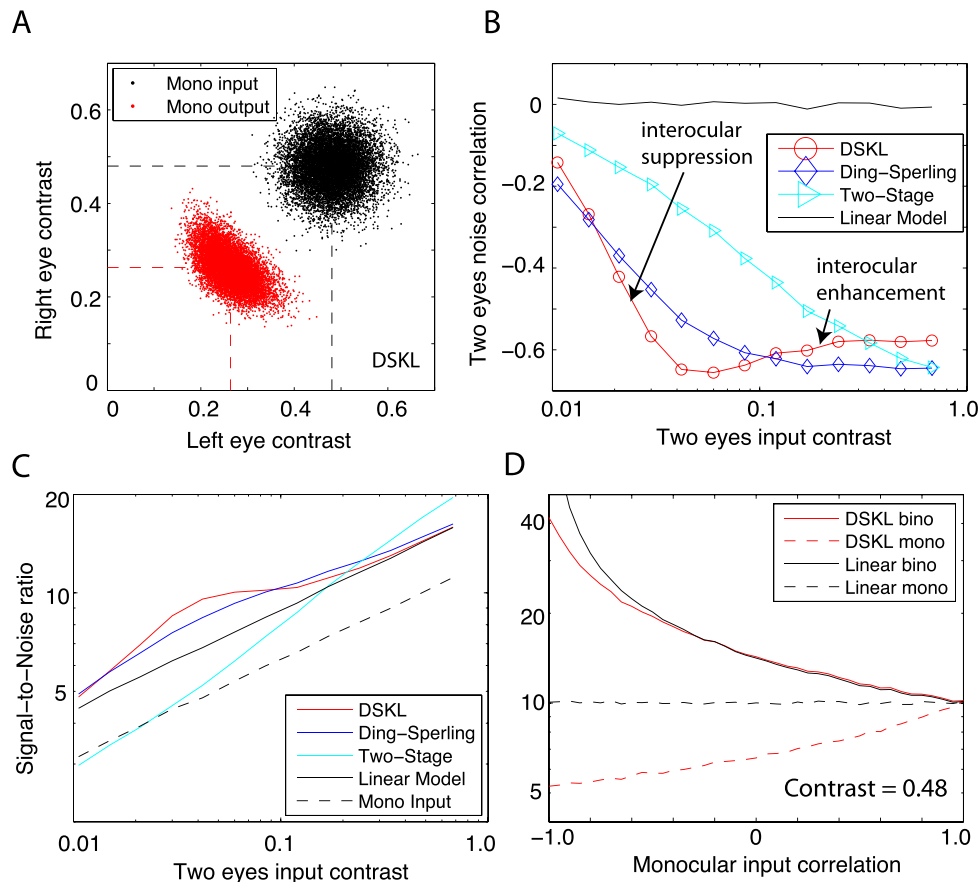 A
Right eye contrast
0.6
0.4
0.2
0
Mono input
Mono output
DSKL
0
0.2
0.4
0.6
Left eye contrast
B
Two eyes noise correlation
0
−0.2
−0.4
−0.6
interocular
suppression
DSKL
Ding−Sperling
Two−Stage
Linear Model
interocular
enhancement
0.01
0.1
1.0
Two eyes input contrast
C
Signal−to−Noise ratio
20
10
5
DSKL
Ding−Sperling
Two−Stage
Linear Model
Mono Input
0.01
0.1
1.0
Two eyes input contrast
D
40
20
10
5
DSKL bino
DSKL mono
Linear bino
Linear mono
Contrast = 0.48
−1.0
0
1.0
Monocular input correlation